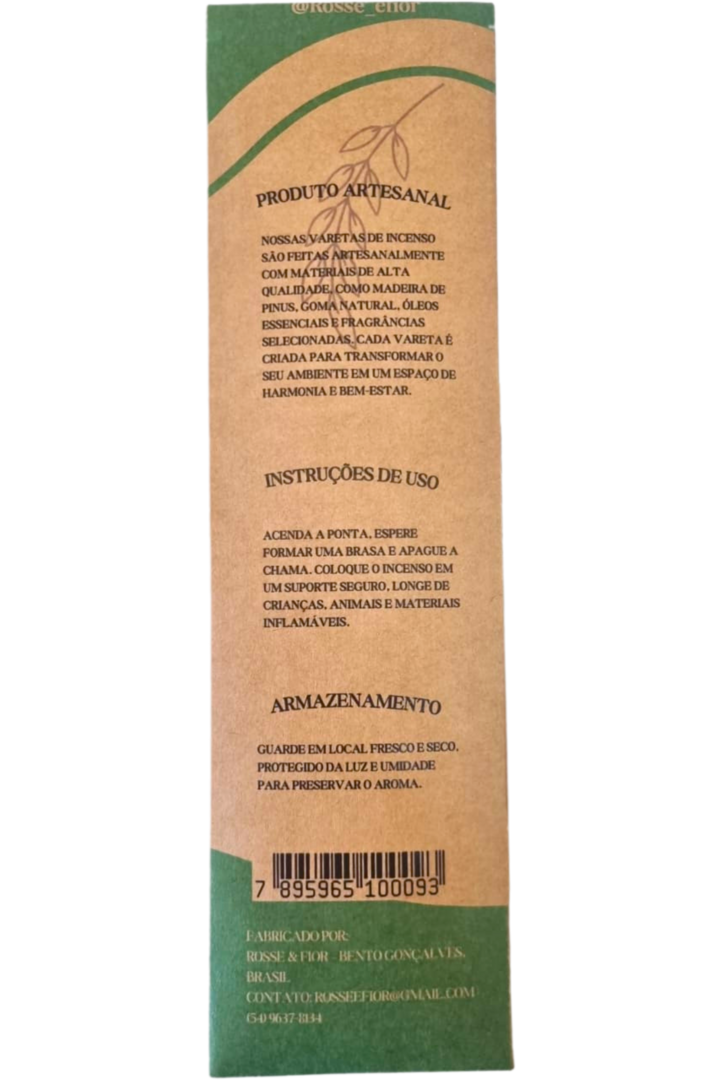 @Rosse_efior
PRODUTO ARTESANAL
NOSSAS VARETAS DE INCENSO
SÃO FEITAS ARTESANALMENTE
COM MATERIAIS DE ALTA
QUALIDADE, COMO MADEIRA DE
PINUS, GOMA NATURAL, ÓLEOS
ESSENCIAIS E FRAGRÂNCIAS
SELECIONADAS. CADA VARETA É
CRIADA PARA TRANSFORMAR O
SEU AMBIENTE EM UM ESPAÇO DE
HARMONIA E BEM-ESTAR.
INSTRUÇÕES DE USO
ACENDA A PONTA, ESPERE
FORMAR UMA BRASA E APAGUE A
CHAMA. COLOQUE O INCENSO EM
UM SUPORTE SEGURO, LONGE DE
CRIANÇAS, ANIMAIS E MATERIAIS
INFLAMÁVEIS.
ARMAZENAMENTO
GUARDE EM LOCAL FRESCO E SECO,
PROTEGIDO DA LUZ E UMIDADE
PARA PRESERVAR O AROMA.
7 895965 100093
FABRICADO POR:
ROSSE & FIOR - BENTO GONÇALVES,
BRASIL
CONTATO: ROSSEEFIOR@GMAIL.COM
(54) 9637-8134